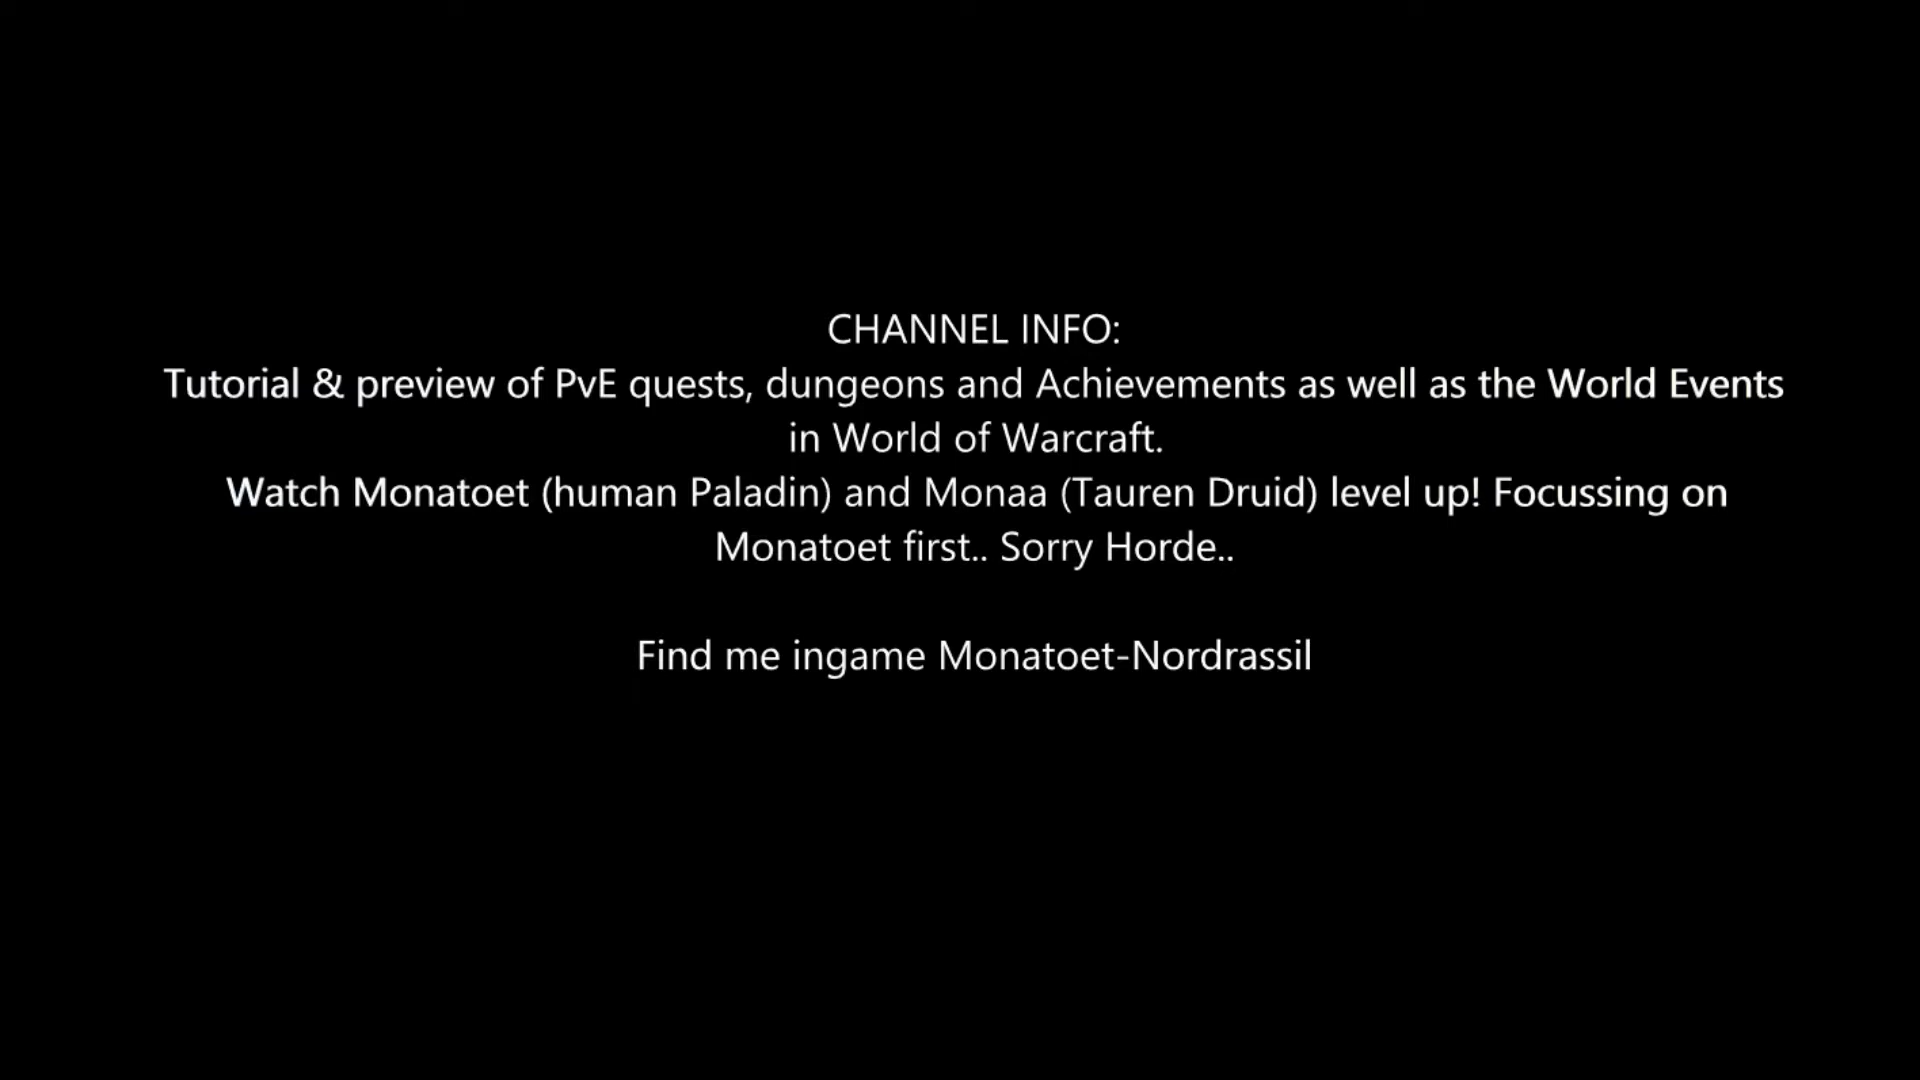 CHANNEL INFO:
Tutorial & preview of PvE quests, dungeons and Achievements as well as the World Events
in World of Warcraft.
Watch Monatoet (human Paladin) and Monaa (Tauren Druid) level up! Focussing on
Monatoet first.. Sorry Horde..
Find me ingame Monatoet-Nordrassil